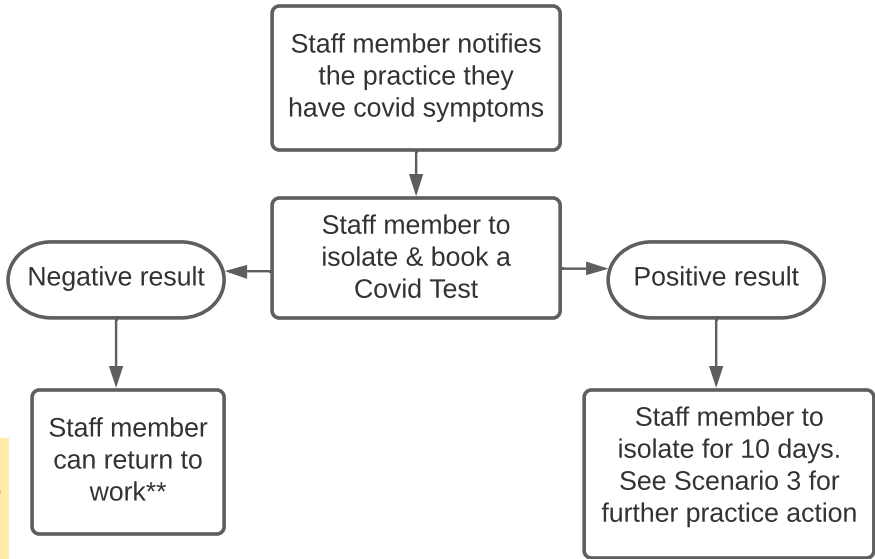 Staff member notifies
the practice they
have covid symptoms
Staff member to
isolate & book a
Covid Test
Negative result
Positive result
Staff member
can return to
work**
Staff member to
isolate for 10 days.
See Scenario 3 for
further practice action